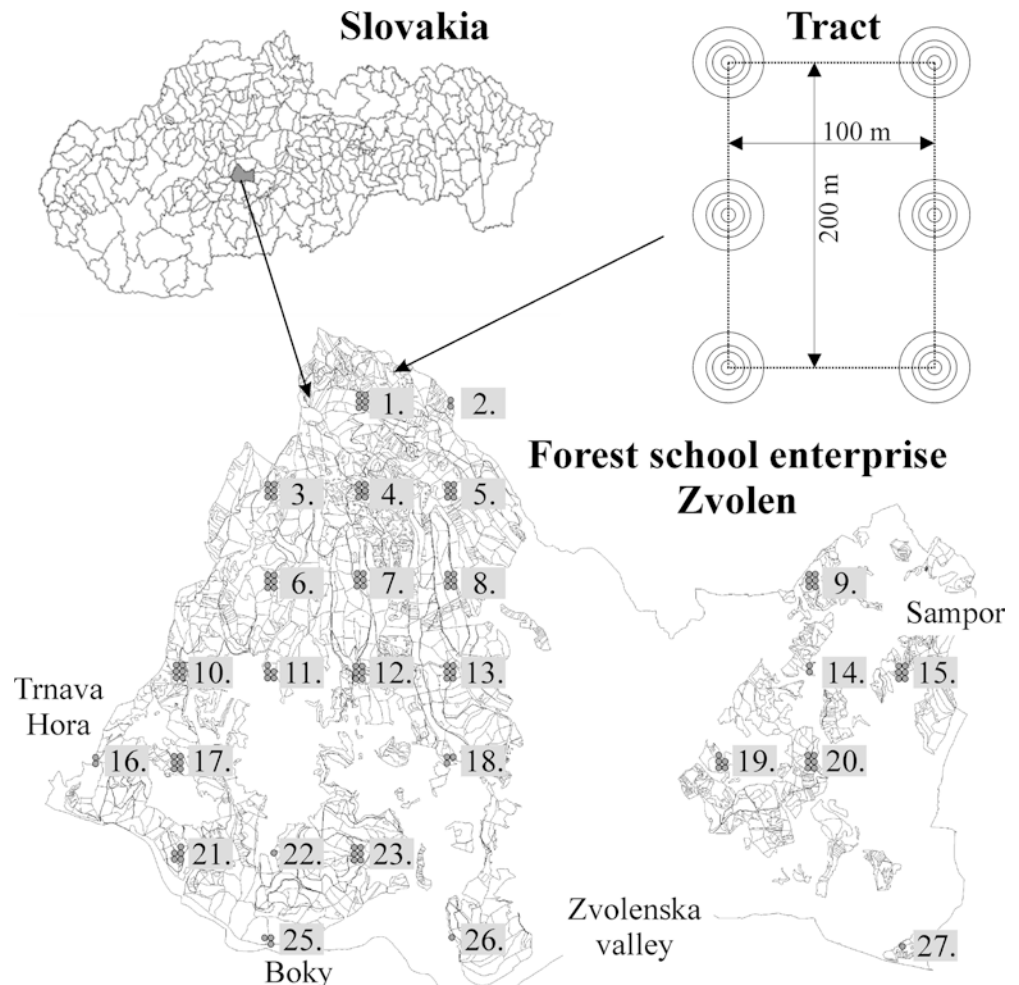 Slovakia
Tract
100 m
200 m
1.
2.
Forest school enterprise
Zvolen
3.
4.
5.
6.
7.
8.
9.
Sampor
10.
11.
12.
13.
14.
15.
Trnava
Hora
16.
17.
18.
19.
20.
21.
22.
23.
Zvolenska
valley
25.
26.
27.
Boky